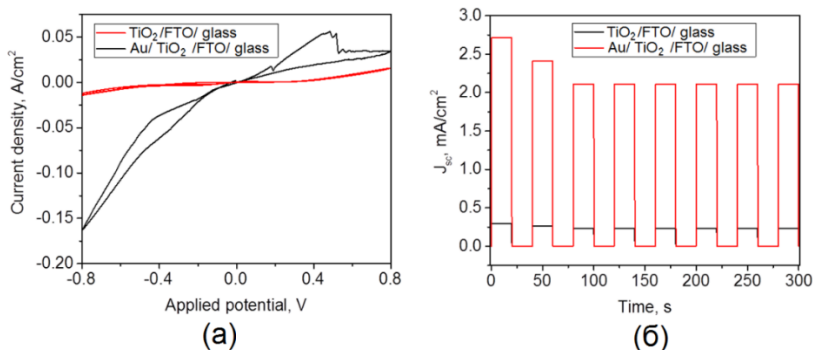 (а)
Current density, A/cm²
0.05
0.00
-0.05
-0.10
-0.15
-0.20
-0.8
-0.4
0.0
0.4
0.8
Applied potential, V
TiO₂ /FTO/ glass
Au/ TiO₂ /FTO/ glass
(б)
J_sc, mA/cm²
3.0
2.5
2.0
1.5
1.0
0.5
0.0
0
50
100
150
200
250
300
Time, s
TiO₂/FTO/ glass
Au/ TiO₂ /FTO/ glass